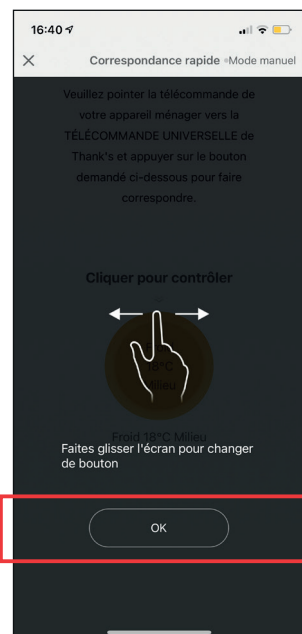 16:40
Correspondance rapide Mode manuel
Veuillez pointer la télécommande de
votre appareil ménager vers la
TÉLÉCOMMANDE UNIVERSELLE de
Thank's et appuyer sur le bouton
demandé ci-dessous pour faire
correspondre.
Cliquer pour contrôler
18°C
Milieu
Froid 18°C Milieu
Faites glisser l'écran pour changer
de bouton
OK